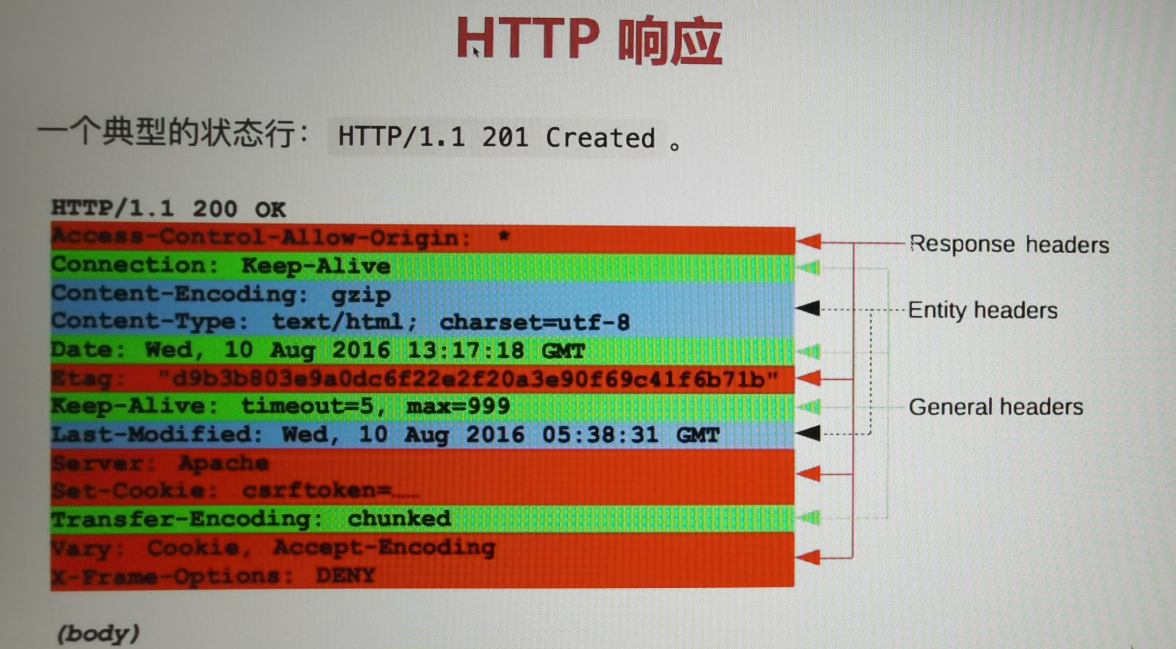 HTTP 响应
一个典型的状态行： HTTP/1.1 201 Created 。
HTTP/1.1 200 OK
Access-Control-Allow-Origin: *
Response headers
Connection: Keep-Alive
Content-Encoding: gzip
Entity headers
Content-Type: text/html; charset=utf-8
Date: Wed, 10 Aug 2016 13:17:18 GMT
Etag: "d9b3b803e9a0dc6f22e2f20a3e90f69c41f6b71b"
Keep-Alive: timeout=5, max=999
General headers
Last-Modified: Wed, 10 Aug 2016 05:38:31 GMT
Server: Apache
Set-Cookie: csrftoken=……
Transfer-Encoding: chunked
Vary: Cookie, Accept-Encoding
X-Frame-Options: DENY
(body)